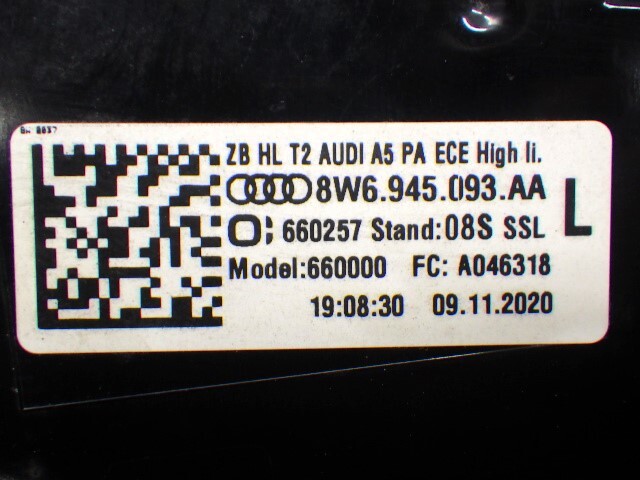 ZB HL T2 AUDI A5 PA ECE High li.
8W6.945.093.AA L
660257 Stand:08S SSL
Model:660000 FC: A046318
19:08:30 09.11.2020